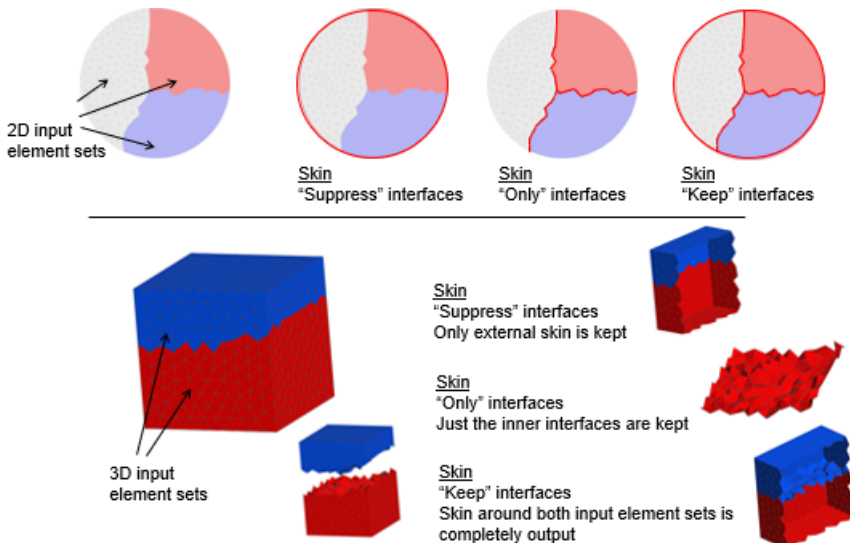 2D input
element sets
Skin
“Suppress” interfaces
Skin
“Only” interfaces
Skin
“Keep” interfaces
Skin
“Suppress” interfaces
Only external skin is kept
Skin
“Only” interfaces
Just the inner interfaces are kept
3D input
element sets
Skin
“Keep” interfaces
Skin around both input element sets is
completely output